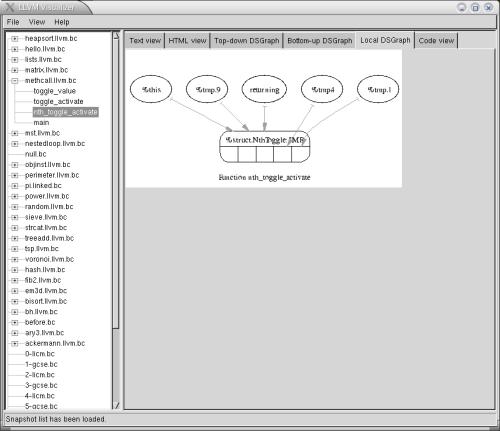 LLVM Visualizer
File View Help
heapsort.llvm.bc
hello.llvm.bc
lists.llvm.bc
matrix.llvm.bc
methcall.llvm.bc
toggle_value
toggle_activate
nth_toggle_activate
main
mst.llvm.bc
nestedloop.llvm.bc
null.bc
objinst.llvm.bc
perimeter.llvm.bc
pi.linked.bc
power.llvm.bc
random.llvm.bc
sieve.llvm.bc
strcat.llvm.bc
treeadd.llvm.bc
tsp.llvm.bc
voronoi.llvm.bc
hash.llvm.bc
fib2.llvm.bc
em3d.llvm.bc
bisort.llvm.bc
bh.llvm.bc
before.bc
ary3.llvm.bc
ackermann.llvm.bc
0-licm.bc
1-gcse.bc
2-licm.bc
3-gcse.bc
4-licm.bc
5-gcse.bc
Text view HTML view Top-down DSGraph Bottom-up DSGraph Local DSGraph Code view
%this %tmp.9 returning %tmp4 %tmp.1
%struct.NthToggle: IMR
Function nth_toggle_activate
Snapshot list has been loaded.